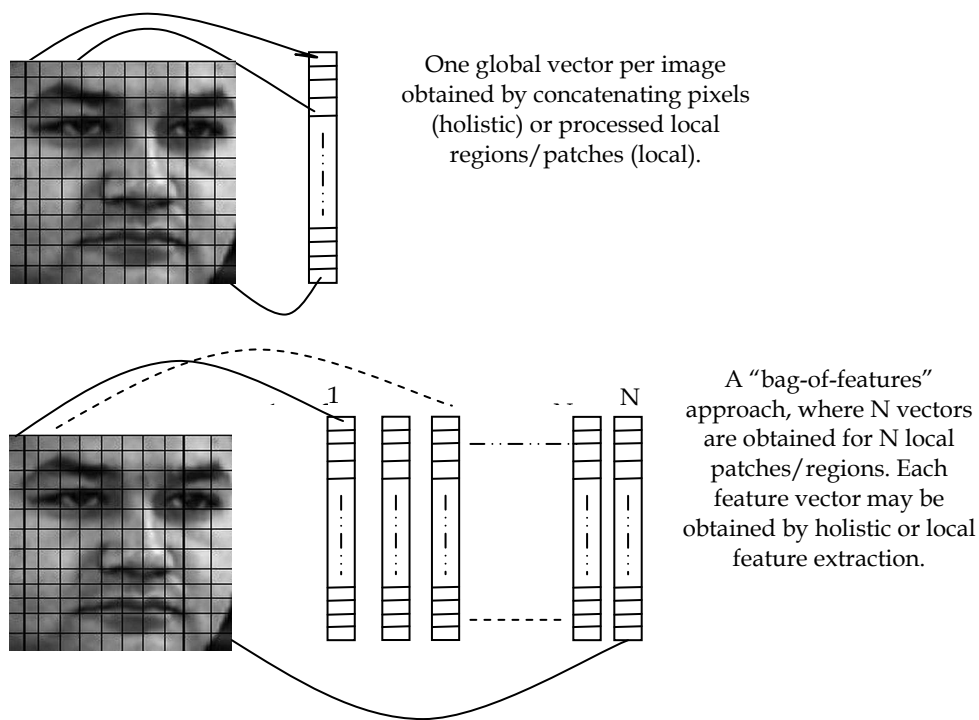 One global vector per image
obtained by concatenating pixels
(holistic) or processed local
regions/patches (local).
1
N
A “bag-of-features”
approach, where N vectors
are obtained for N local
patches/regions. Each
feature vector may be
obtained by holistic or local
feature extraction.